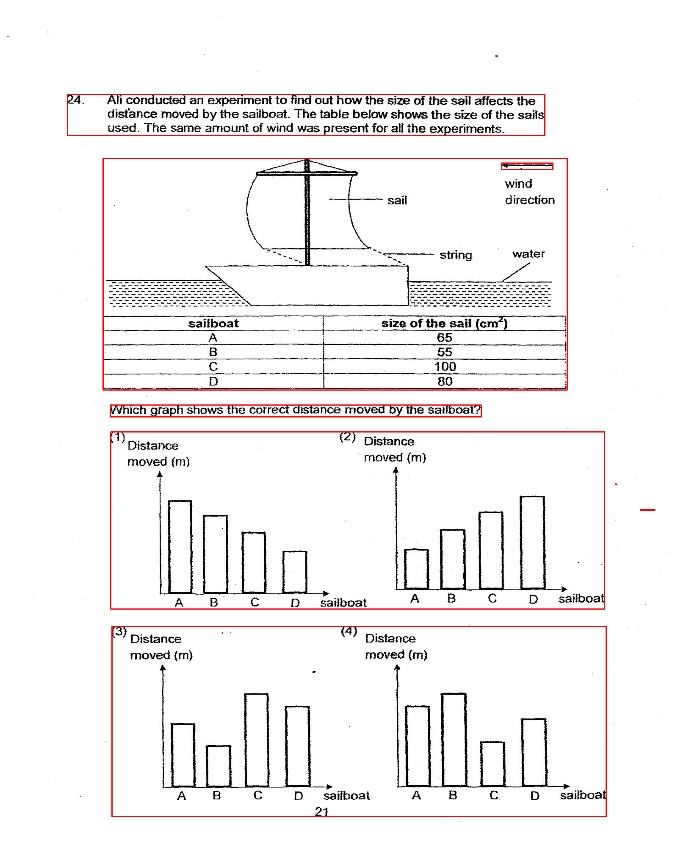 24. Ali conducted an experiment to find out how the size of the sail affects the
distance moved by the sailboat. The table below shows the size of the sails
used. The same amount of wind was present for all the experiments.
wind
direction
sail
string
water
sailboat size of the sail (cm²)
A 65
B 55
C 100
D 80
Which graph shows the correct distance moved by the sailboat?
(1) Distance
moved (m)
A B C D sailboat
(2) Distance
moved (m)
A B C D sailboat
(3) Distance
moved (m)
A B C D sailboat
(4) Distance
moved (m)
A B C D sailboat
21